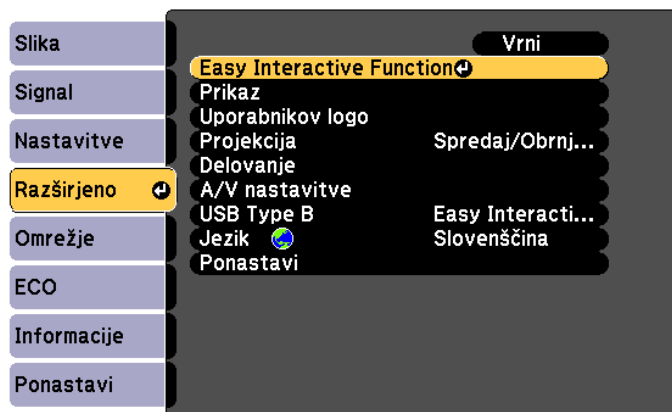 Slika
Signal
Nastavitve
Razširjeno
Omrežje
ECO
Informacije
Ponastavi
Vrni
Easy Interactive Function
Prikaz
Uporabnikov logo
Projekcija Spredaj/Obrnj...
Delovanje
A/V nastavitve
USB Type B Easy Interacti...
Jezik Slovenščina
Ponastavi